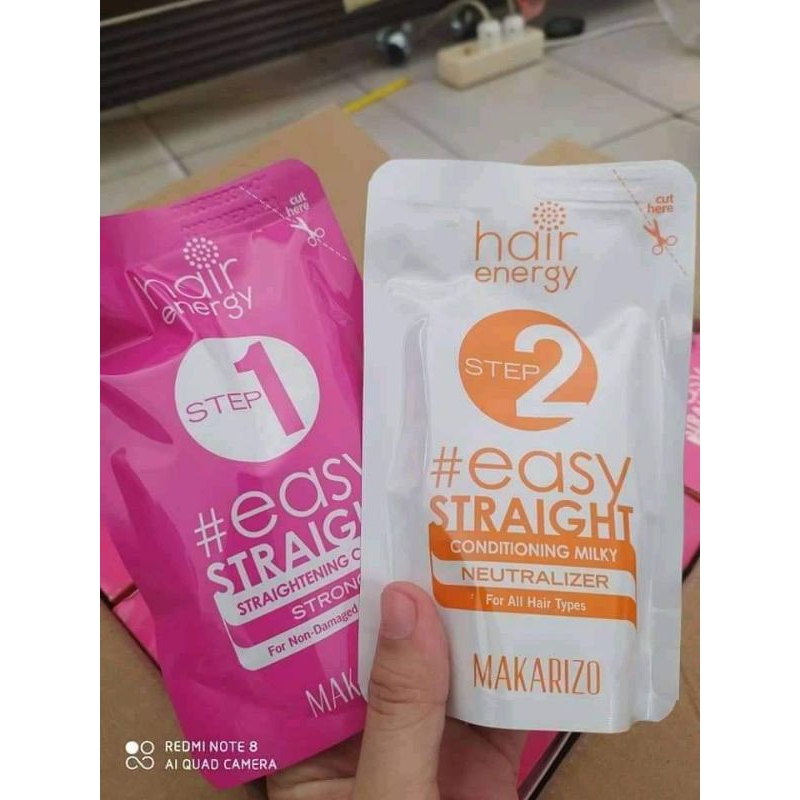 cut
here
hair
energy
STEP 1
#easy
STRAIG
STRAIGHTENING C
STRONG
For Non-Damaged
MAK
cut
here
hair
energy
STEP 2
#easy
STRAIGHT
CONDITIONING MILKY
NEUTRALIZER
For All Hair Types
MAKARIZO
REDMI NOTE 8
AI QUAD CAMERA